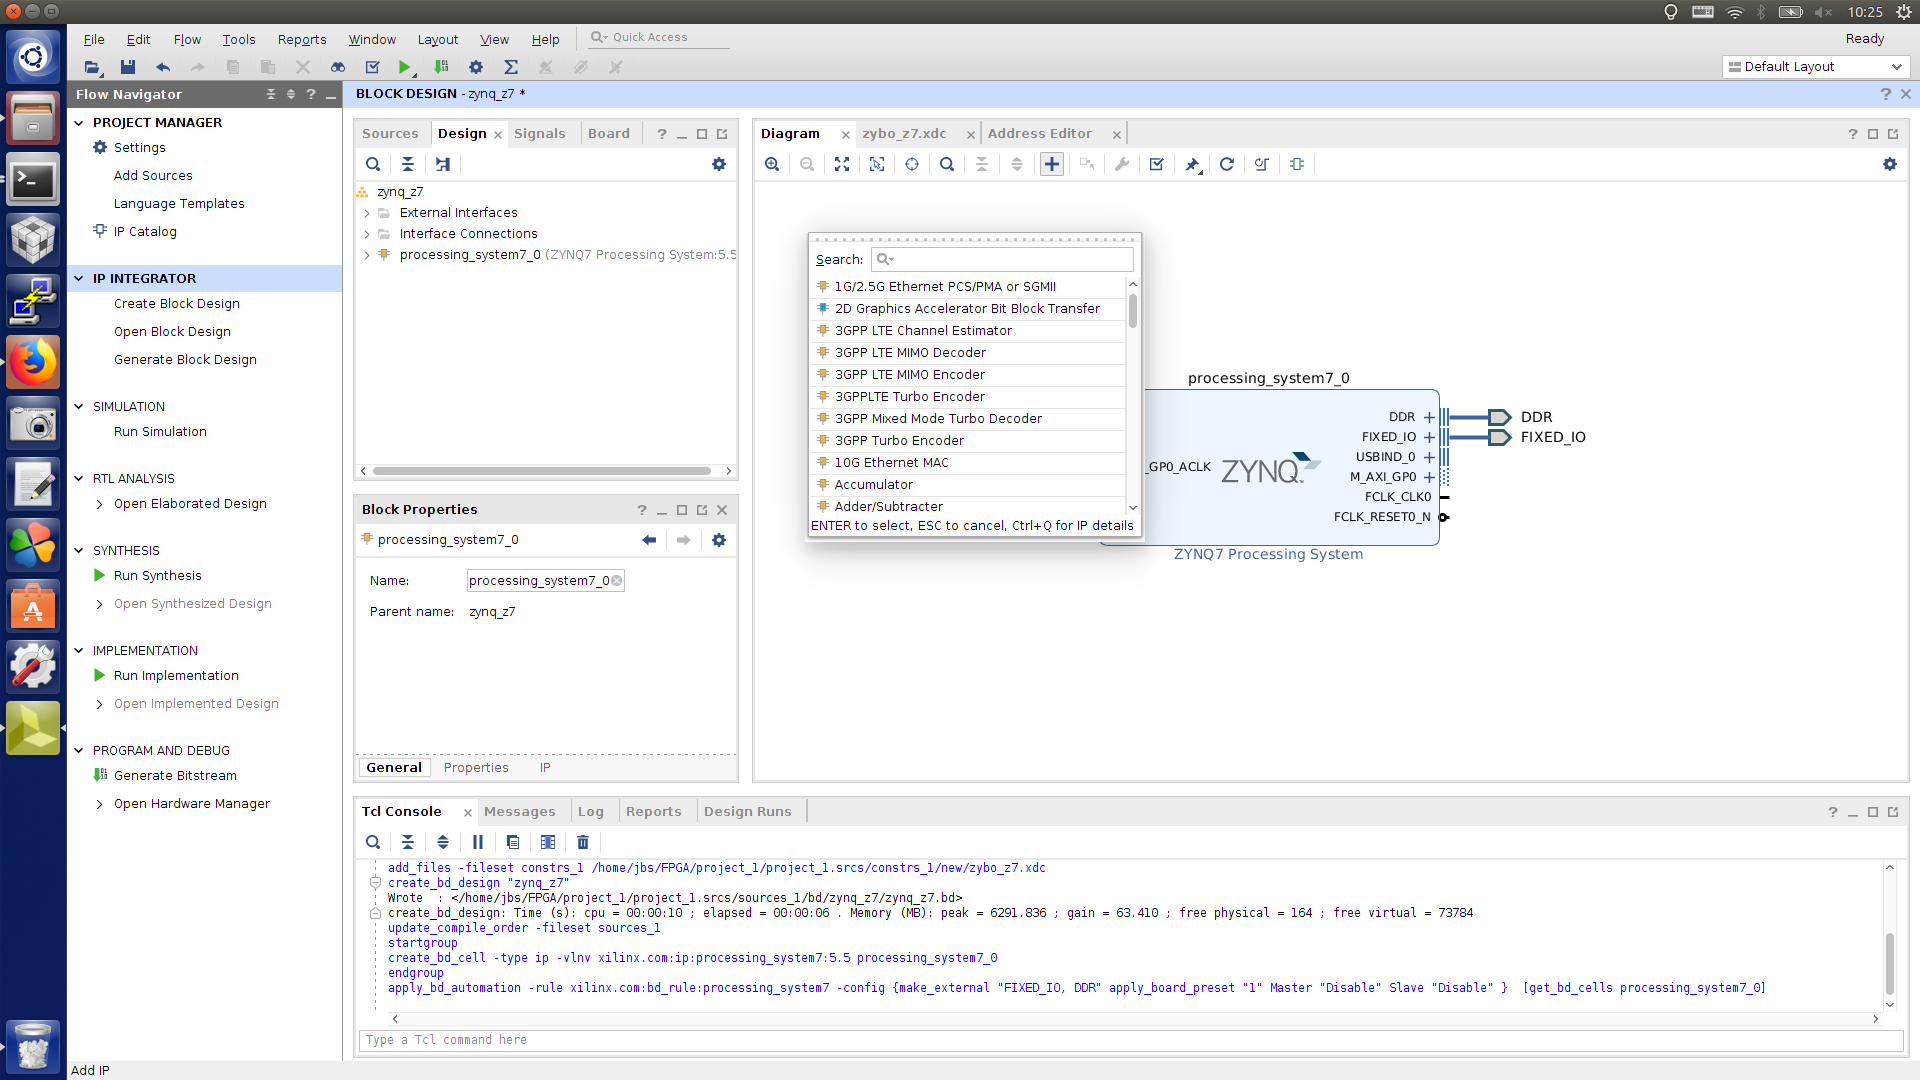 10:25
File Edit Flow Tools Reports Window Layout View Help Quick Access
Ready
Default Layout
Flow Navigator
PROJECT MANAGER
Settings
Add Sources
Language Templates
IP Catalog
IP INTEGRATOR
Create Block Design
Open Block Design
Generate Block Design
SIMULATION
Run Simulation
RTL ANALYSIS
Open Elaborated Design
SYNTHESIS
Run Synthesis
Open Synthesized Design
IMPLEMENTATION
Run Implementation
Open Implemented Design
PROGRAM AND DEBUG
Generate Bitstream
Open Hardware Manager
BLOCK DESIGN - zynq_z7 *
Sources Design Signals Board
zynq_z7
External Interfaces
Interface Connections
processing_system7_0 (ZYNQ7 Processing System:5.5
Block Properties
processing_system7_0
Name: processing_system7_0
Parent name: zynq_z7
General Properties IP
Diagram zybo_z7.xdc Address Editor
Search:
1G/2.5G Ethernet PCS/PMA or SGMII
2D Graphics Accelerator Bit Block Transfer
3GPP LTE Channel Estimator
3GPP LTE MIMO Decoder
3GPP LTE MIMO Encoder
3GPPLTE Turbo Encoder
3GPP Mixed Mode Turbo Decoder
3GPP Turbo Encoder
10G Ethernet MAC
Accumulator
Adder/Subtracter
ENTER to select, ESC to cancel, Ctrl+Q for IP details
processing_system7_0
DDR
FIXED_IO
USBIND_0
M_AXI_GP0
FCLK_CLK0
FCLK_RESET0_N
_GP0_ACLK
ZYNQ
DDR
FIXED_IO
ZYNQ7 Processing System
Tcl Console Messages Log Reports Design Runs
add_files -fileset constrs_1 /home/jbs/FPGA/project_1/project_1.srcs/constrs_1/new/zybo_z7.xdc
create_bd_design "zynq_z7"
Wrote : </home/jbs/FPGA/project_1/project_1.srcs/sources_1/bd/zynq_z7/zynq_z7.bd>
create_bd_design: Time (s): cpu = 00:00:10 ; elapsed = 00:00:06 . Memory (MB): peak = 6291.836 ; gain = 63.410 ; free physical = 164 ; free virtual = 73784
update_compile_order -fileset sources_1
startgroup
create_bd_cell -type ip -vlnv xilinx.com:ip:processing_system7:5.5 processing_system7_0
endgroup
apply_bd_automation -rule xilinx.com:bd_rule:processing_system7 -config {make_external "FIXED_IO, DDR" apply_board_preset "1" Master "Disable" Slave "Disable" } [get_bd_cells processing_system7_0]
Type a Tcl command here
Add IP